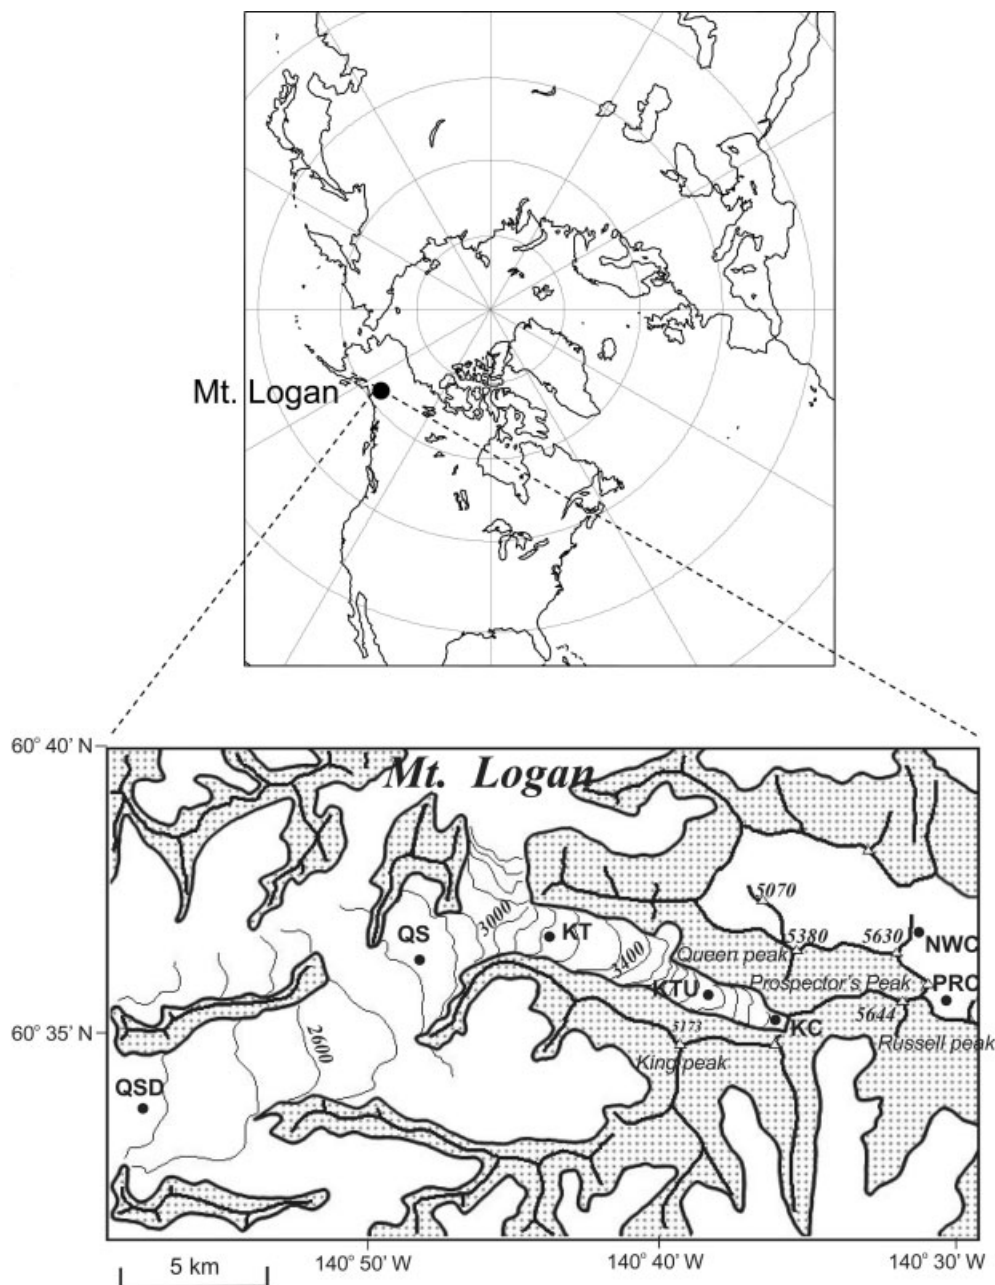 Mt. Logan
60° 40' N
Mt. Logan
5070
3000
QS
KT
5380
5630
NWC
3400
Queen peak
KTU
Prospector's Peak
PRC
60° 35' N
2600
5173
KC
5644
King peak
Russell peak
QSD
5 km
140° 50' W
140° 40' W
140° 30' W